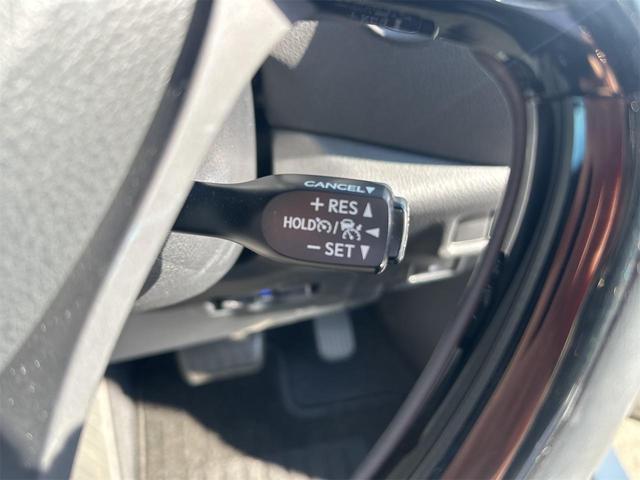 CANCEL▼
+ RES ▲
HOLD / ◄
− SET ▼